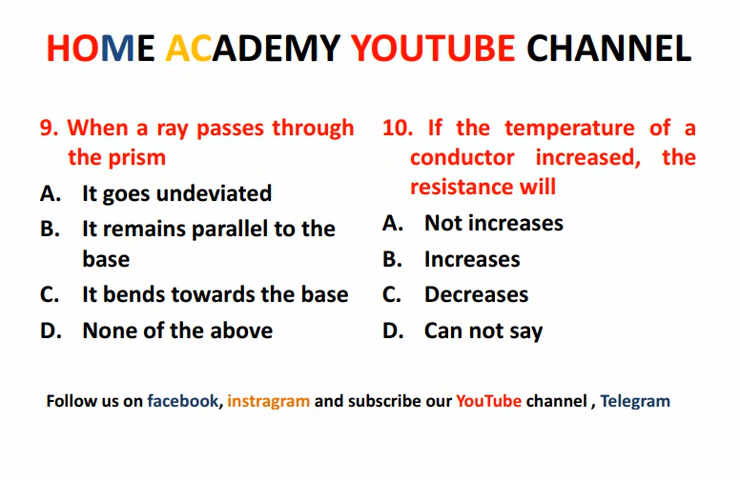 HOME ACADEMY YOUTUBE CHANNEL
9. When a ray passes through
the prism
A. It goes undeviated
B. It remains parallel to the
base
C. It bends towards the base
D. None of the above
10. If the temperature of a
conductor increased, the
resistance will
A. Not increases
B. Increases
C. Decreases
D. Can not say
Follow us on facebook, instragram and subscribe our YouTube channel , Telegram